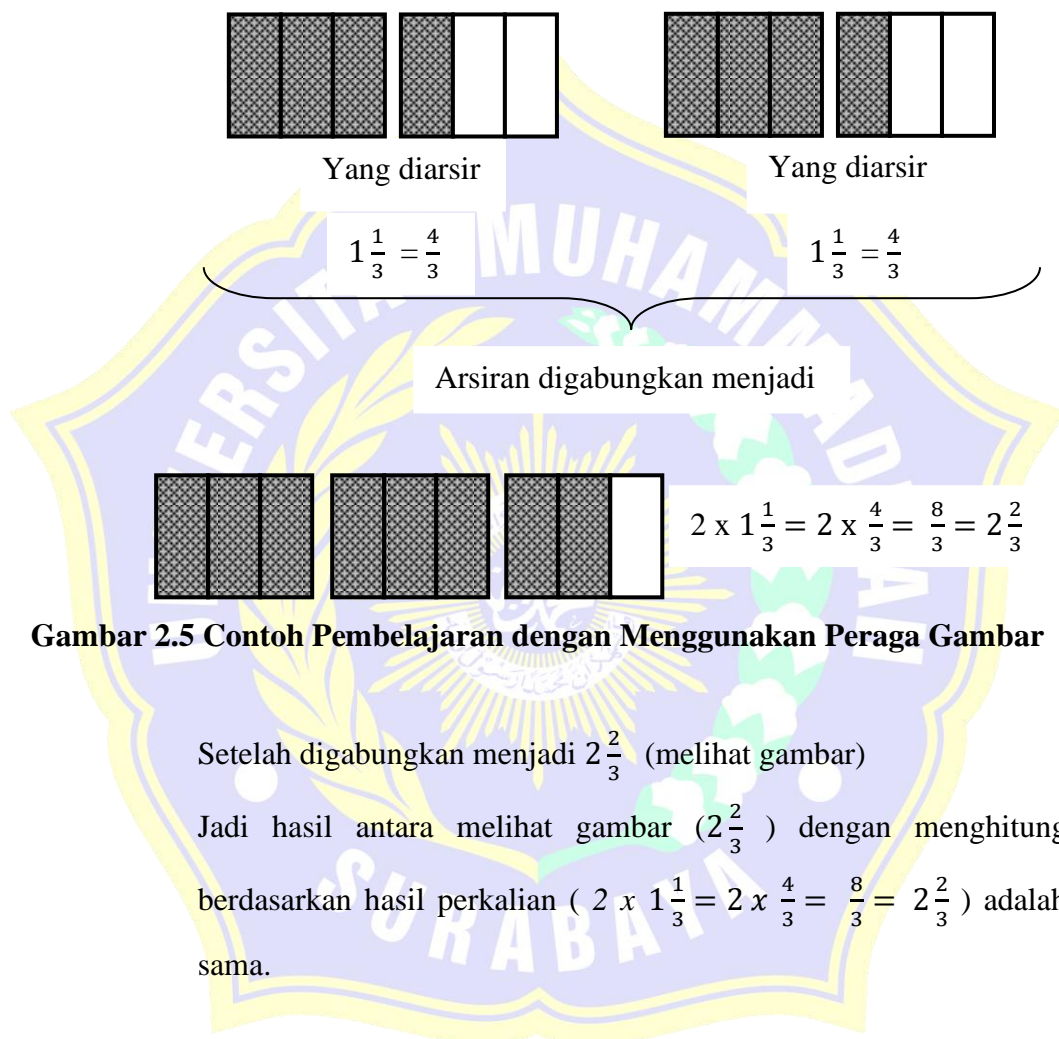 Yang diarsir Yang diarsir
1 1/3 = 4/3 1 1/3 = 4/3
Arsiran digabungkan menjadi
2 x 1 1/3 = 2 x 4/3 = 8/3 = 2 2/3
Gambar 2.5 Contoh Pembelajaran dengan Menggunakan Peraga Gambar
Setelah digabungkan menjadi 2 2/3 (melihat gambar)
Jadi hasil antara melihat gambar (2 2/3 ) dengan menghitung
berdasarkan hasil perkalian ( 2 x 1 1/3 = 2 x 4/3 = 8/3 = 2 2/3 ) adalah
sama.
SURABAYA